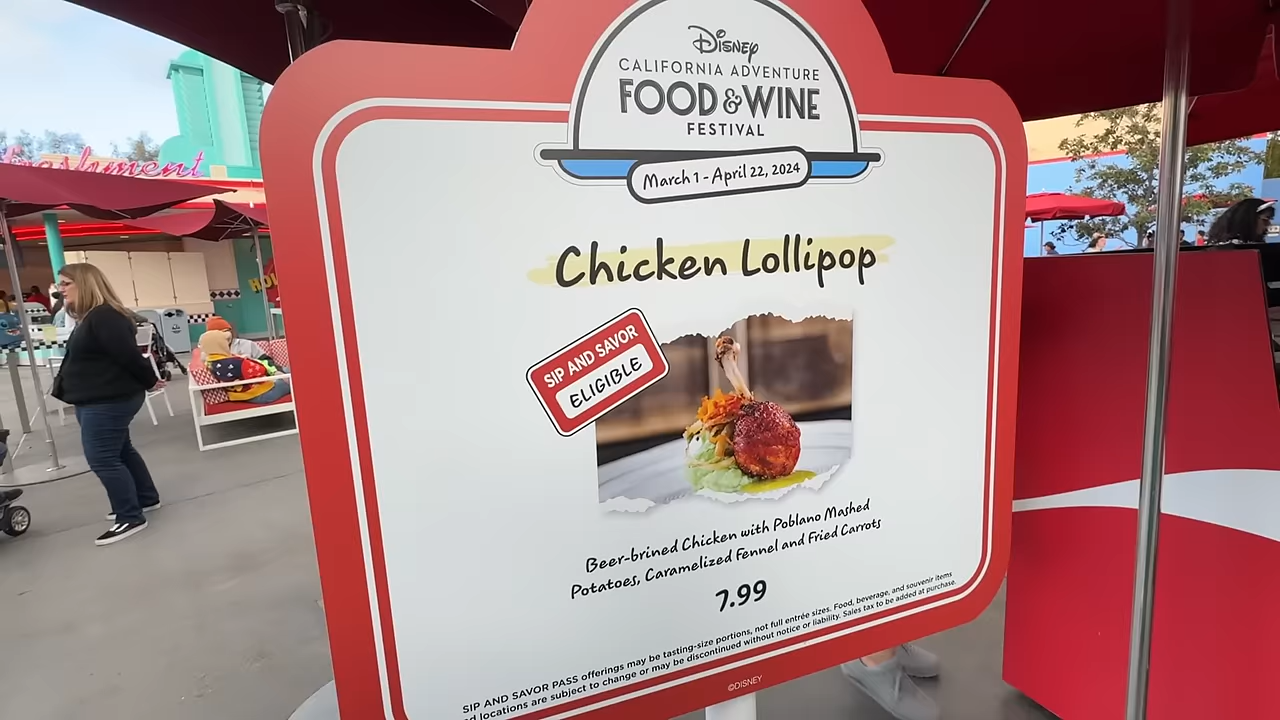 Disney
CALIFORNIA ADVENTURE
FOOD & WINE
FESTIVAL
March 1 - April 22, 2024
Chicken Lollipop
SIP AND SAVOR
ELIGIBLE
Beer-brined Chicken with Poblano Mashed
Potatoes, Caramelized Fennel and Fried Carrots
7.99
SIP AND SAVOR PASS offerings may be tasting-size portions, not full entrée sizes. Food, beverage, and souvenir items
locations are subject to change or may be discontinued without notice or liability. Sales tax to be added at purchase.
©DISNEY